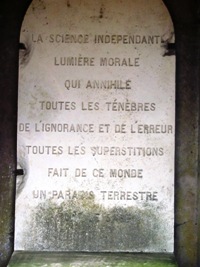 LA SCIENCE INDEPENDANTE
LUMIÈRE MORALE
QUI ANNIHILE
TOUTES LES TÉNÈBRES
DE L'IGNORANCE ET DE L'ERREUR
TOUTES LES SUPERSTITIONS
FAIT DE CE MONDE
UN PARADIS TERRESTRE